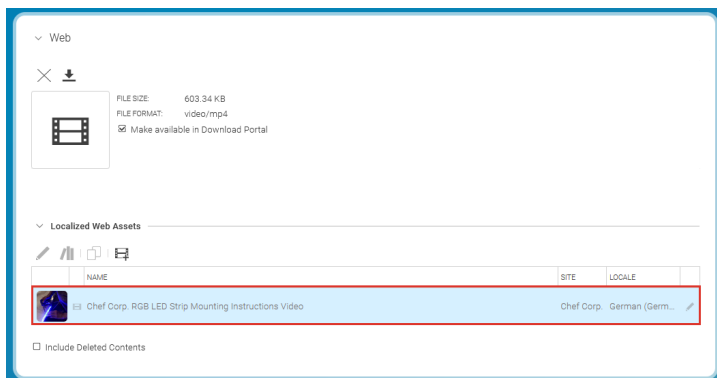 Web
FILE SIZE: 603.34 KB
FILE FORMAT: video/mp4
Make available in Download Portal
Localized Web Assets
NAME SITE LOCALE
Chef Corp. RGB LED Strip Mounting Instructions Video Chef Corp. German (Germ...
Include Deleted Contents